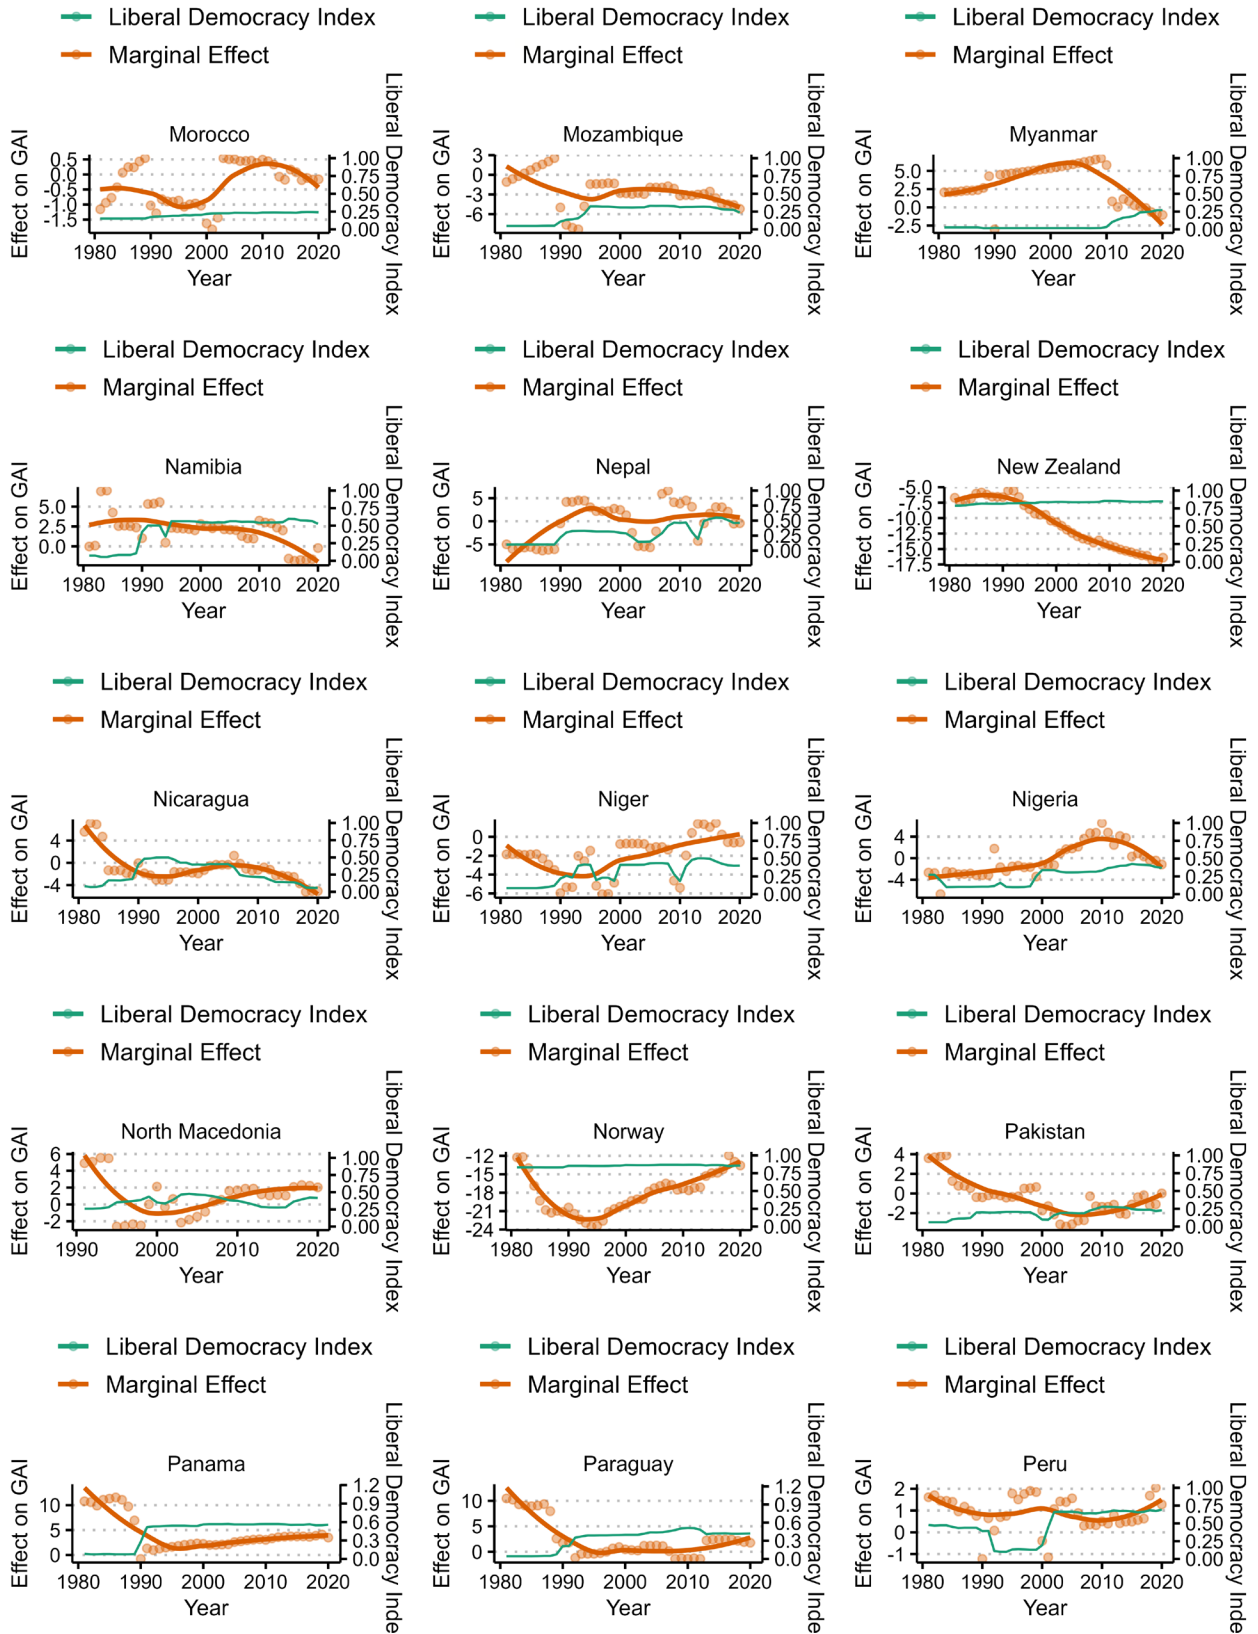 Liberal Democracy Index
Marginal Effect
Morocco
Effect on GAI
0.5
0.0
-0.5
-1.0
-1.5
1.00
0.75
0.50
0.25
0.00
Liberal Democracy Index
1980 1990 2000 2010 2020
Year
Liberal Democracy Index
Marginal Effect
Mozambique
Effect on GAI
3
0
-3
-6
1.00
0.75
0.50
0.25
0.00
Liberal Democracy Index
1980 1990 2000 2010 2020
Year
Liberal Democracy Index
Marginal Effect
Myanmar
Effect on GAI
5.0
2.5
0.0
-2.5
1.00
0.75
0.50
0.25
0.00
Liberal Democracy Index
1980 1990 2000 2010 2020
Year
Liberal Democracy Index
Marginal Effect
Namibia
Effect on GAI
5.0
2.5
0.0
1.00
0.75
0.50
0.25
0.00
Liberal Democracy Index
1980 1990 2000 2010 2020
Year
Liberal Democracy Index
Marginal Effect
Nepal
Effect on GAI
5
0
-5
1.00
0.75
0.50
0.25
0.00
Liberal Democracy Index
1980 1990 2000 2010 2020
Year
Liberal Democracy Index
Marginal Effect
New Zealand
Effect on GAI
-5.0
-7.5
-10.0
-12.5
-15.0
-17.5
1.00
0.75
0.50
0.25
0.00
Liberal Democracy Index
1980 1990 2000 2010 2020
Year
Liberal Democracy Index
Marginal Effect
Nicaragua
Effect on GAI
4
0
-4
1.00
0.75
0.50
0.25
0.00
Liberal Democracy Index
1980 1990 2000 2010 2020
Year
Liberal Democracy Index
Marginal Effect
Niger
Effect on GAI
0
-2
-4
-6
1.00
0.75
0.50
0.25
0.00
Liberal Democracy Index
1980 1990 2000 2010 2020
Year
Liberal Democracy Index
Marginal Effect
Nigeria
Effect on GAI
4
0
-4
1.00
0.75
0.50
0.25
0.00
Liberal Democracy Index
1980 1990 2000 2010 2020
Year
Liberal Democracy Index
Marginal Effect
North Macedonia
Effect on GAI
6
4
2
0
-2
1.00
0.75
0.50
0.25
0.00
Liberal Democracy Index
1990 2000 2010 2020
Year
Liberal Democracy Index
Marginal Effect
Norway
Effect on GAI
-12
-15
-18
-21
-24
1.00
0.75
0.50
0.25
0.00
Liberal Democracy Index
1980 1990 2000 2010 2020
Year
Liberal Democracy Index
Marginal Effect
Pakistan
Effect on GAI
4
2
0
-2
1.00
0.75
0.50
0.25
0.00
Liberal Democracy Index
1980 1990 2000 2010 2020
Year
Liberal Democracy Index
Marginal Effect
Panama
Effect on GAI
10
5
0
1.2
0.9
0.6
0.3
0.0
Liberal Democracy Inde
1980 1990 2000 2010 2020
Year
Liberal Democracy Index
Marginal Effect
Paraguay
Effect on GAI
10
5
0
1.2
0.9
0.6
0.3
0.0
Liberal Democracy Inde
1980 1990 2000 2010 2020
Year
Liberal Democracy Index
Marginal Effect
Peru
Effect on GAI
2
1
0
-1
1.00
0.75
0.50
0.25
0.00
Liberal Democracy Inde
1980 1990 2000 2010 2020
Year